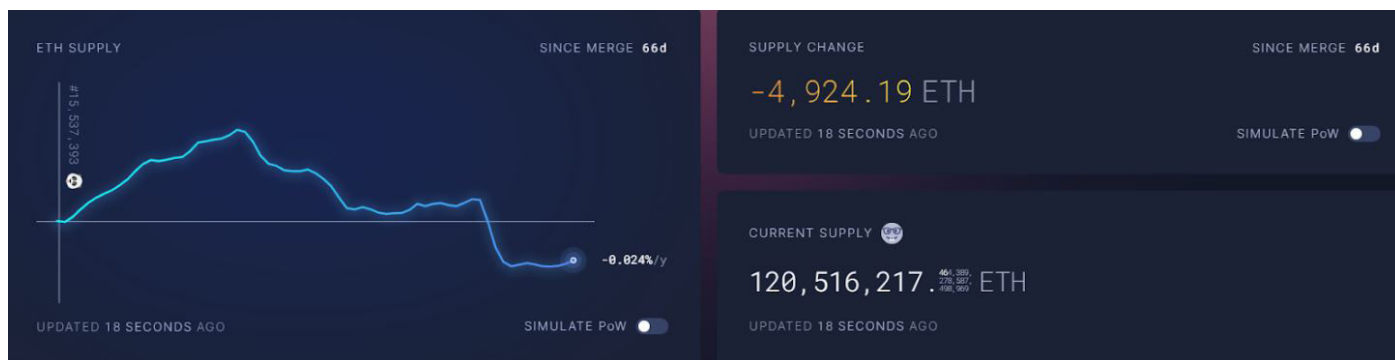 ETH SUPPLY
SINCE MERGE 66d
#15,537,393
-0.024%/y
UPDATED 18 SECONDS AGO
SIMULATE PoW
SUPPLY CHANGE
SINCE MERGE 66d
-4,924.19 ETH
UPDATED 18 SECONDS AGO
SIMULATE PoW
CURRENT SUPPLY
120,516,217. ETH
UPDATED 18 SECONDS AGO